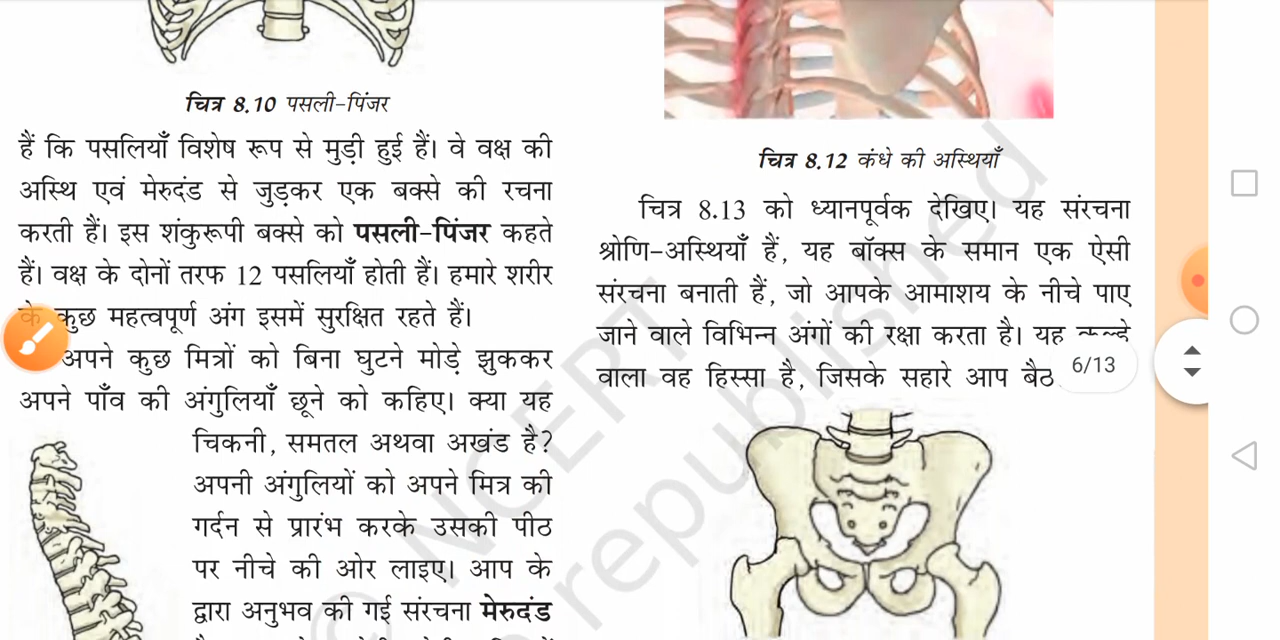 चित्र 8.10 पसली-पिंजर
हैं कि पसलियाँ विशेष रूप से मुड़ी हुई हैं। वे वक्ष की
अस्थि एवं मेरुदंड से जुड़कर एक बक्से की रचना
करती हैं। इस शंकुरूपी बक्से को पसली-पिंजर कहते
हैं। वक्ष के दोनों तरफ 12 पसलियाँ होती हैं। हमारे शरीर
के कुछ महत्वपूर्ण अंग इसमें सुरक्षित रहते हैं।
अपने कुछ मित्रों को बिना घुटने मोड़े झुककर
अपने पाँव की अंगुलियाँ छूने को कहिए। क्या यह
चिकनी, समतल अथवा अखंड है?
अपनी अंगुलियों को अपने मित्र की
गर्दन से प्रारंभ करके उसकी पीठ
पर नीचे की ओर लाइए। आप के
द्वारा अनुभव की गई संरचना मेरुदंड
चित्र 8.12 कंधे की अस्थियाँ
चित्र 8.13 को ध्यानपूर्वक देखिए। यह संरचना
श्रोणि-अस्थियाँ हैं, यह बॉक्स के समान एक ऐसी
संरचना बनाती हैं, जो आपके आमाशय के नीचे पाए
जाने वाले विभिन्न अंगों की रक्षा करता है। यह
वाला वह हिस्सा है, जिसके सहारे आप बैठ
6/13
© NCERT
republished